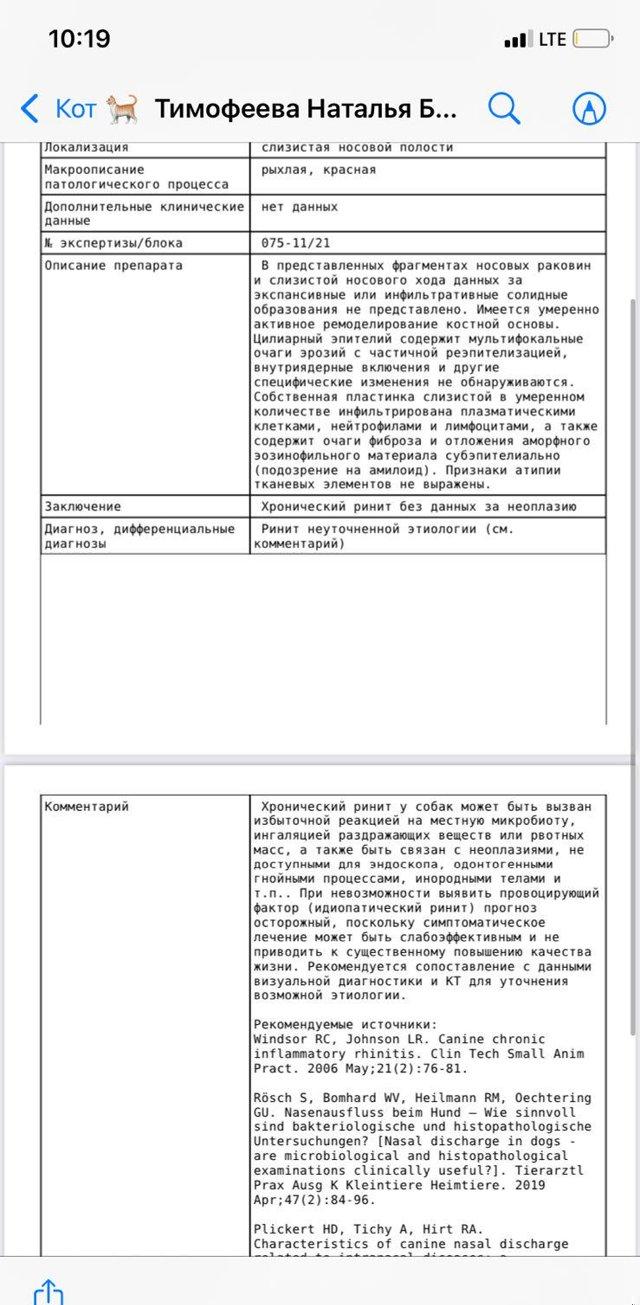 10:19
LTE
Кот 🐈 Тимофеева Наталья Б...
Локализация
слизистая носовой полости
Макроописание
патологического процесса
рыхлая, красная
Дополнительные клинические
данные
нет данных
№ экспертизы/блока
075-11/21
Описание препарата
В представленных фрагментах носовых раковин
и слизистой носового хода данных за
экспансивные или инфильтративные солидные
образования не представлено. Имеется умеренно
активное ремоделирование костной основы.
Цилиарный эпителий содержит мультифокальные
очаги эрозий с частичной реэпителизацией,
внутриядерные включения и другие
специфические изменения не обнаруживаются.
Собственная пластинка слизистой в умеренном
количестве инфильтрирована плазматическими
клетками, нейтрофилами и лимфоцитами, а также
содержит очаги фиброза и отложения аморфного
эозинофильного материала субэпителиально
(подозрение на амилоид). Признаки атипии
тканевых элементов не выражены.
Заключение
Хронический ринит без данных за неоплазию
Диагноз, дифференциальные
диагнозы
Ринит неуточненной этиологии (см.
комментарий)
Комментарий
Хронический ринит у собак может быть вызван
избыточной реакцией на местную микробиоту,
ингаляцией раздражающих веществ или рвотных
масс, а также быть связан с неоплазиями, не
доступными для эндоскопа, одонтогенными
гнойными процессами, инородными телами и
т.п.. При невозможности выявить провоцирующий
фактор (идиопатический ринит) прогноз
осторожный, поскольку симптоматическое
лечение может быть слабоэффективным и не
приводить к существенному повышению качества
жизни. Рекомендуется сопоставление с данными
визуальной диагностики и КТ для уточнения
возможной этиологии.
Рекомендуемые источники:
Windsor RC, Johnson LR. Canine chronic
inflammatory rhinitis. Clin Tech Small Anim
Pract. 2006 May;21(2):76-81.
Rösch S, Bomhard WV, Heilmann RM, Oechtering
GU. Nasenausfluss beim Hund – Wie sinnvoll
sind bakteriologische und histopathologische
Untersuchungen? [Nasal discharge in dogs -
are microbiological and histopathological
examinations clinically useful?]. Tierarztl
Prax Ausg K Kleintiere Heimtiere. 2019
Apr;47(2):84-96.
Plickert HD, Tichy A, Hirt RA.
Characteristics of canine nasal discharge
related to intranasal diseases: a